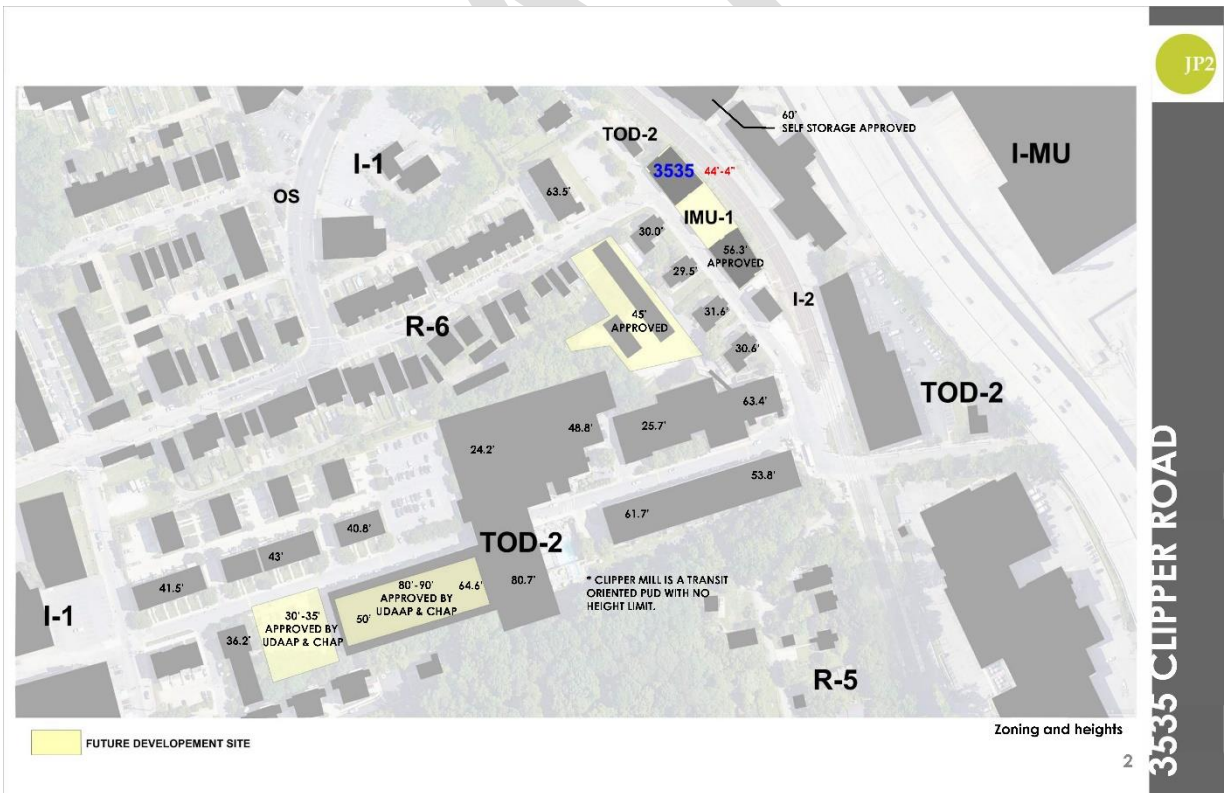 JP2
60'
SELF STORAGE APPROVED
TOD-2
I-MU
I-1
3535
44'-4"
63.5'
OS
IMU-1
30.0'
56.3'
APPROVED
29.5'
I-2
31.6'
45'
APPROVED
R-6
30.6'
TOD-2
63.4'
48.8'
25.7'
24.2'
53.8'
61.7'
40.8'
TOD-2
43'
80'-90'
APPROVED BY
UDAAP & CHAP
64.6'
80.7'
* CLIPPER MILL IS A TRANSIT
ORIENTED PUD WITH NO
HEIGHT LIMIT.
41.5'
I-1
30'-35'
APPROVED BY
UDAAP & CHAP
50'
36.2'
R-5
Zoning and heights
FUTURE DEVELOPEMENT SITE
2
3535 CLIPPER ROAD